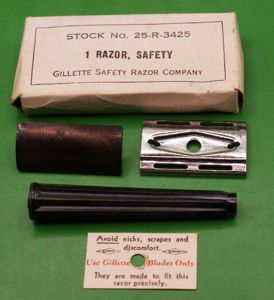 STOCK No. 25-R-3425
1 RAZOR, SAFETY
GILLETTE SAFETY RAZOR COMPANY
Avoid nicks, scrapes and
discomfort.
Use Gillette Blades Only
They are made to fit this
razor precisely.